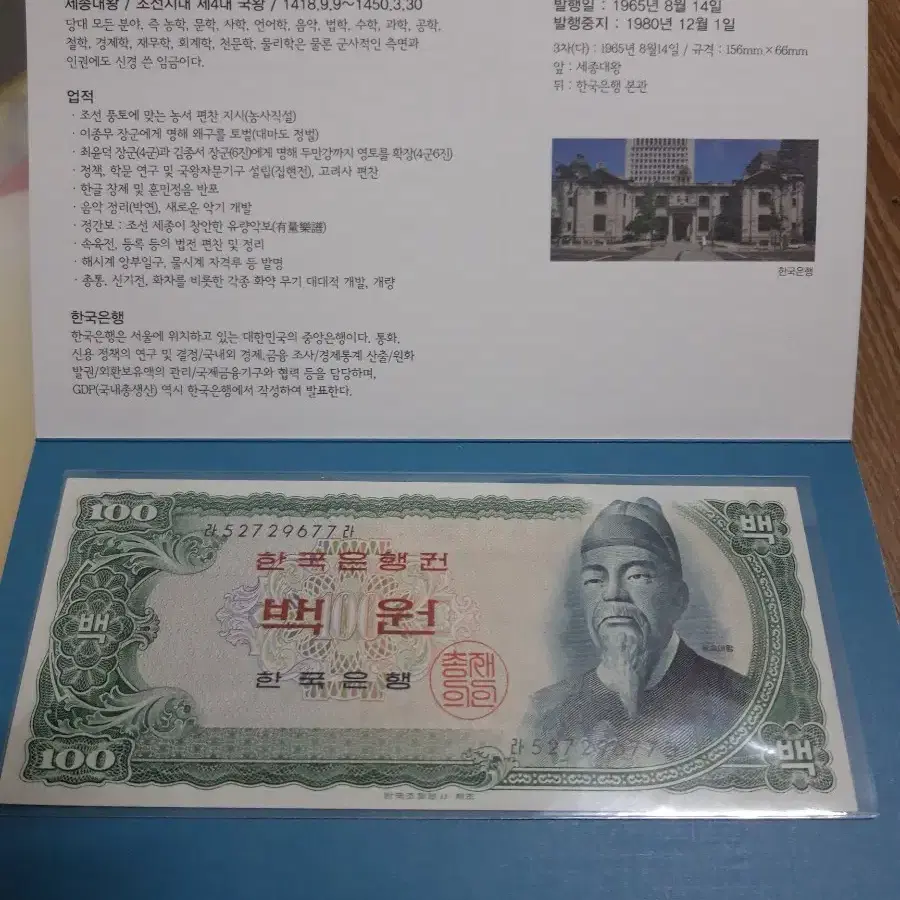 세종대왕 / 조선시대 제4대 국왕 / 1418.9.9~1450.3.30
당대 모든 분야, 즉 농학, 문학, 사학, 언어학, 음악, 법학, 수학, 과학, 공학,
철학, 경제학, 재무학, 회계학, 천문학, 물리학은 물론 군사적인 측면과
인권에도 신경 쓴 임금이다.
업적
· 조선 풍토에 맞는 농서 편찬 지시(농사직설)
· 이종무 장군에게 명해 왜구를 토벌(대마도 정벌)
· 최윤덕 장군(4군)과 김종서 장군(6진)에게 명해 두만강까지 영토를 확장(4군6진)
· 정책, 학문 연구 및 국왕자문기구 설립(집현전), 고려사 편찬
· 한글 창제 및 훈민정음 반포
· 음악 정리(박연), 새로운 악기 개발
· 정간보 : 조선 세종이 창안한 유량악보(有量樂譜)
· 속육전, 등록 등의 법전 편찬 및 정리
· 해시계 앙부일구, 물시계 자격루 등 발명
· 총통, 신기전, 화차를 비롯한 각종 화약 무기 대대적 개발, 개량
한국은행
한국은행은 서울에 위치하고 있는 대한민국의 중앙은행이다. 통화,
신용 정책의 연구 및 결정/국내외 경제,금융 조사/경제통계 산출/원화
발권/외환보유액의 관리/국제금융기구와 협력 등을 담당하며,
GDP(국내총생산) 역시 한국은행에서 작성하여 발표한다.
발행일 : 1965년 8월 14일
발행중지 : 1980년 12월 1일
3차(다) : 1965년 8월14일 / 규격 : 156mm×66mm
앞 : 세종대왕
뒤 : 한국은행 본관
한국은행
100
백
라 52729677 라
한국은행권
백 100 원
백
한국은행
총재의인
세종대왕
라 52729677 라
100
백
한국조폐공사 제조